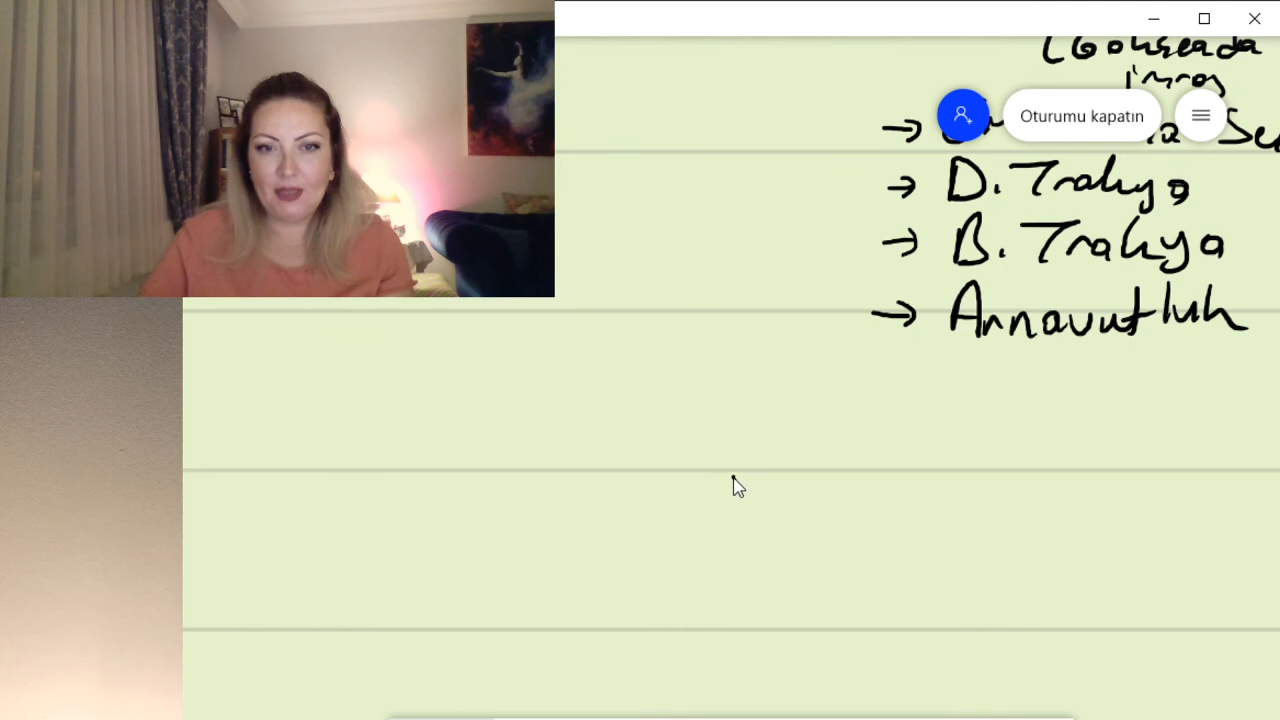 (Gökçeada
İmroz
Oturumu kapatın
→
→ D. Trakya
→ B. Trakya
→ Arnavutluk